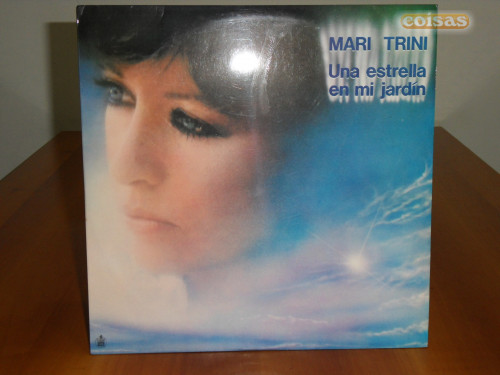 coisas
MARI TRINI
Una estrella
en mi jardín